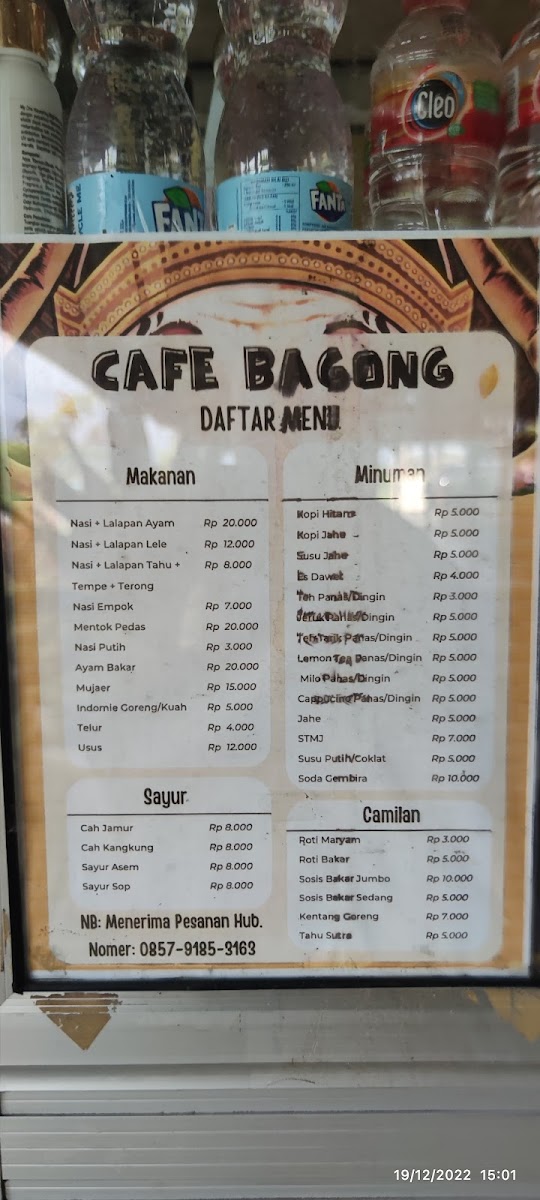 FANTA
FANTA
Cleo
CAFE BAGONG
DAFTAR MENU
Makanan
Nasi + Lalapan Ayam Rp 20.000
Nasi + Lalapan Lele Rp 12.000
Nasi + Lalapan Tahu + Rp 8.000
Tempe + Terong
Nasi Empok Rp 7.000
Mentok Pedas Rp 20.000
Nasi Putih Rp 3.000
Ayam Bakar Rp 20.000
Mujaer Rp 15.000
Indomie Goreng/Kuah Rp 5.000
Telur Rp 4.000
Usus Rp 12.000
Sayur
Cah Jamur Rp 8.000
Cah Kangkung Rp 8.000
Sayur Asem Rp 8.000
Sayur Sop Rp 8.000
NB: Menerima Pesanan Hub.
Nomer: 0857-9185-3163
Minuman
Kopi Hitam Rp 5.000
Kopi Jahe Rp 5.000
Susu Jahe Rp 5.000
Es Dawet Rp 4.000
Teh Panas/Dingin Rp 3.000
Jeruk Panas/Dingin Rp 5.000
Teh Tarik Panas/Dingin Rp 5.000
Lemon Tea Panas/Dingin Rp 5.000
Milo Panas/Dingin Rp 5.000
Cappucino Panas/Dingin Rp 5.000
Jahe Rp 5.000
STMJ Rp 7.000
Susu Putih/Coklat Rp 5.000
Soda Gembira Rp 10.000
Camilan
Roti Maryam Rp 3.000
Roti Bakar Rp 5.000
Sosis Bakar Jumbo Rp 10.000
Sosis Bakar Sedang Rp 5.000
Kentang Goreng Rp 7.000
Tahu Sutra Rp 5.000
19/12/2022 15:01